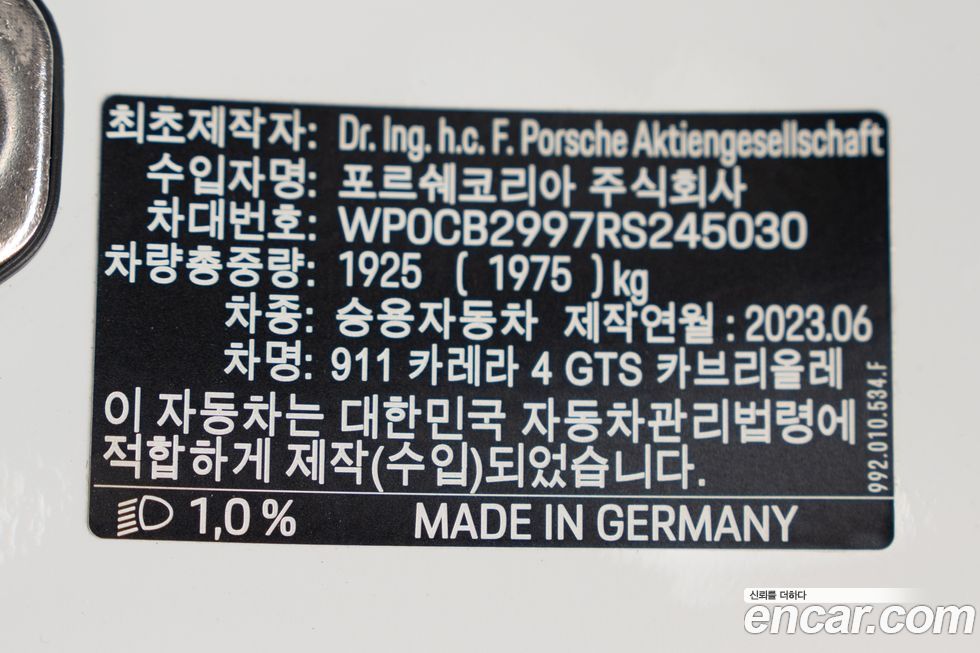 최초제작자: Dr. Ing. h.c. F. Porsche Aktiengesellschaft
수입자명: 포르쉐코리아 주식회사
차대번호: WP0CB2997RS245030
차량총중량: 1925 ( 1975 )kg
차종: 승용자동차 제작연월 : 2023.06
차명: 911 카레라 4 GTS 카브리올레
이 자동차는 대한민국 자동차관리법령에
적합하게 제작(수입)되었습니다.
992.010.534.F
1,0 % MADE IN GERMANY
신뢰를 더하다
encar.com